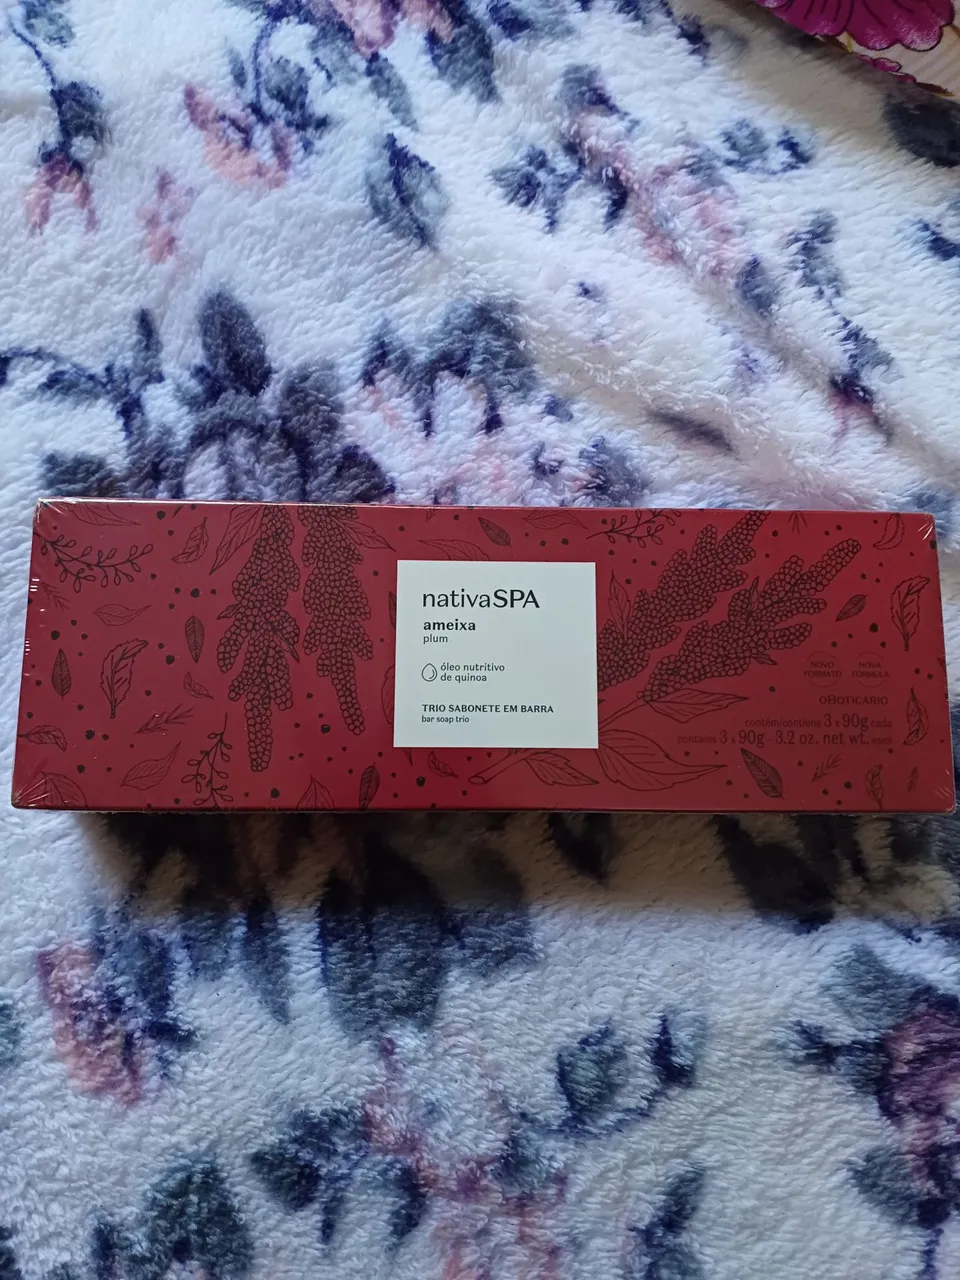 nativaSPA
ameixa
plum
óleo nutritivo
de quinoa
TRIO SABONETE EM BARRA
bar soap trio
NOVO
FORMATO
NOVA
FÓRMULA
oBOTICÁRIO
contém/contiene 3 x 90g cada
contains 3 x 90g 3.2 oz. net wt. each